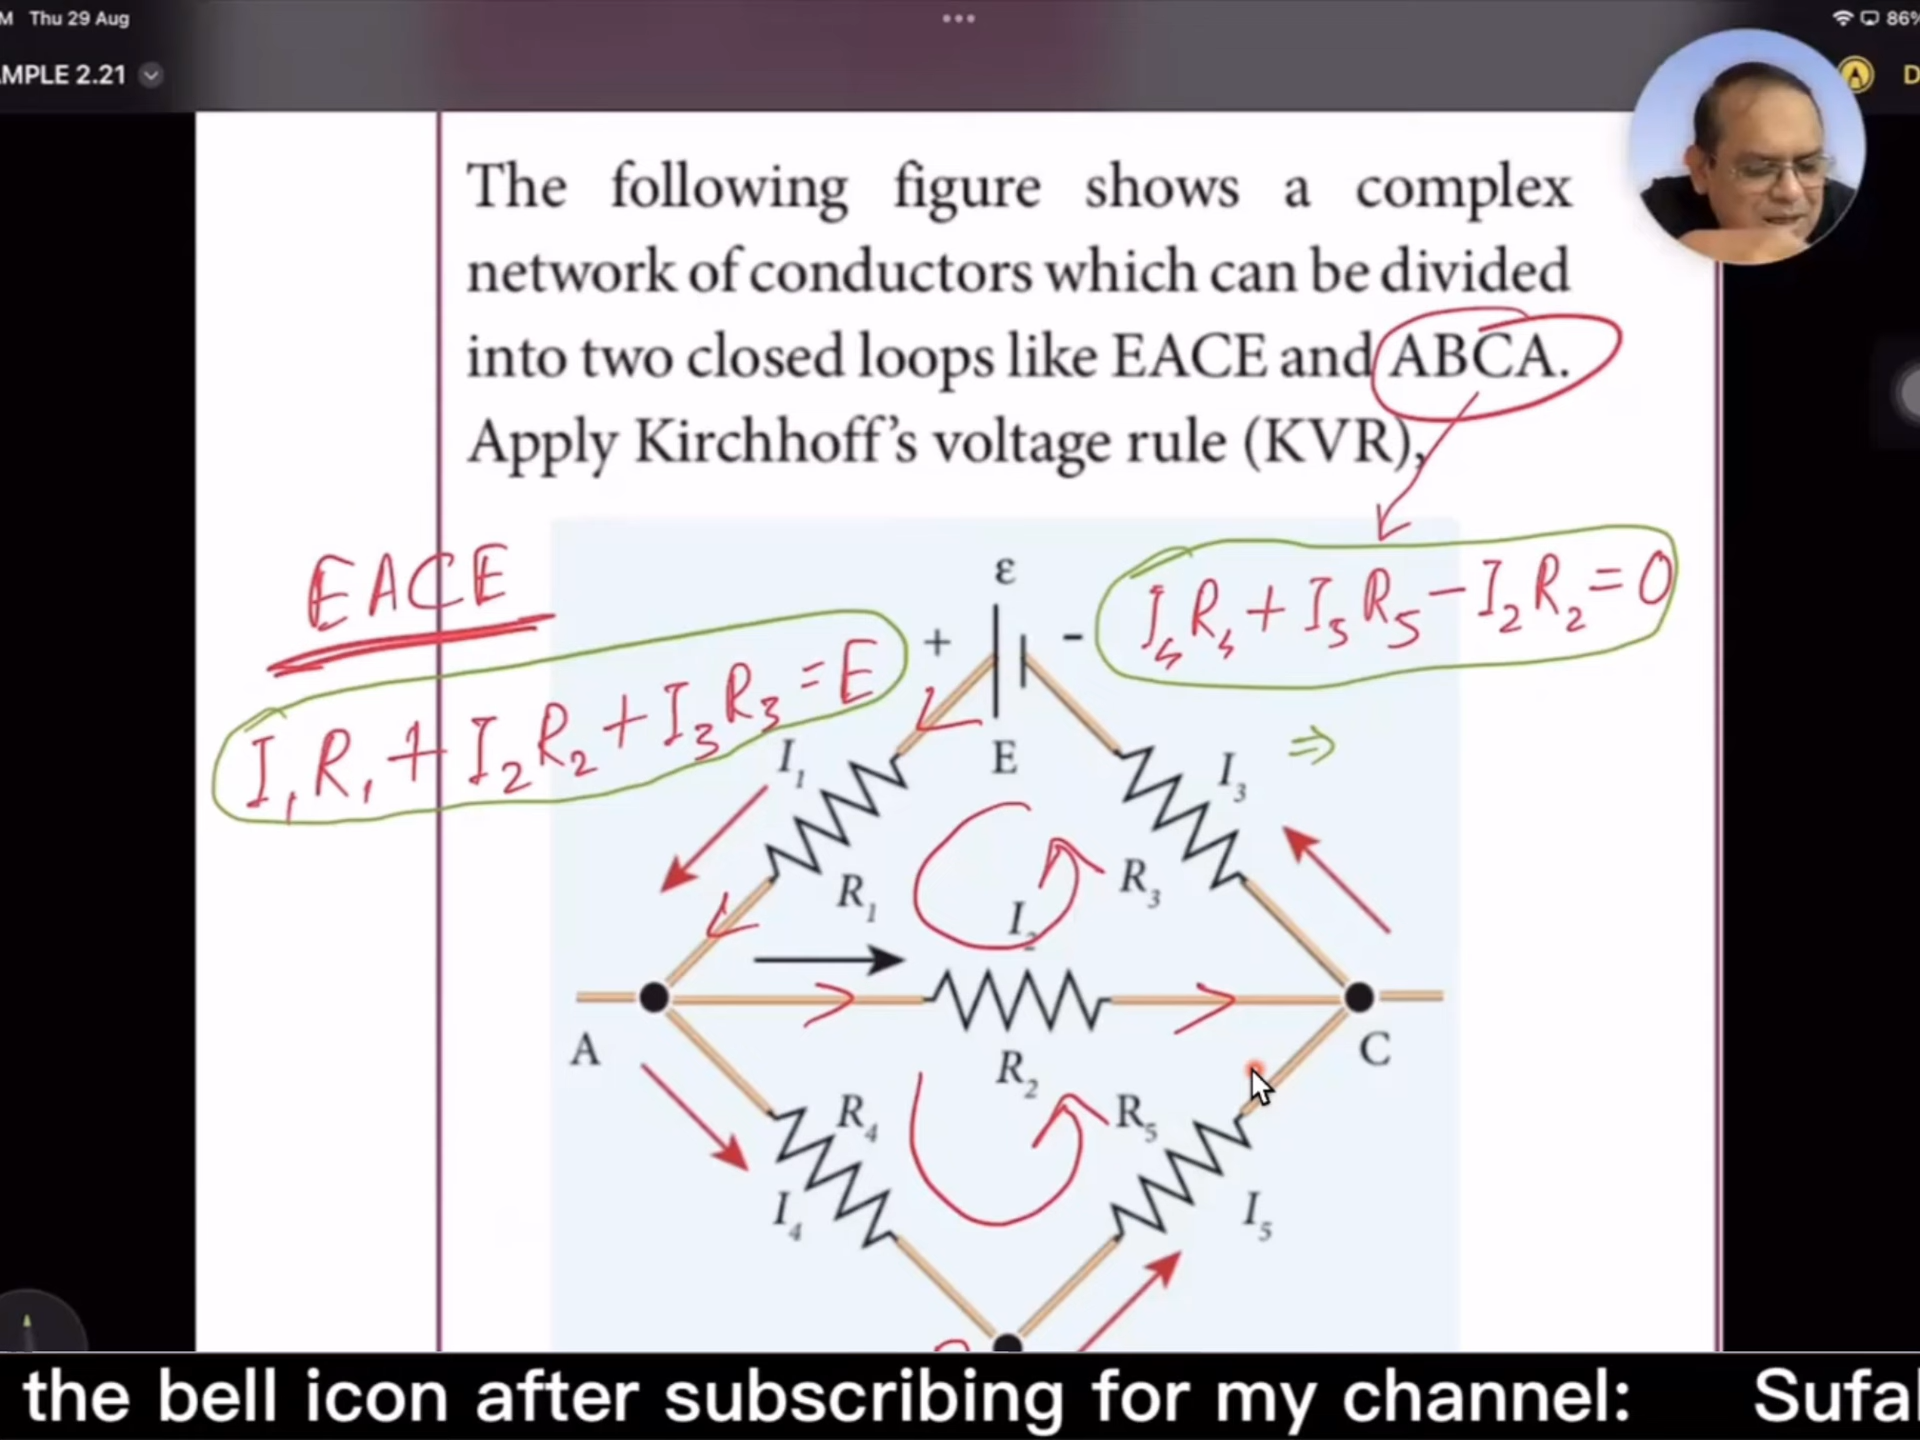 M Thu 29 Aug
86%
MPLE 2.21
D
The following figure shows a complex
network of conductors which can be divided
into two closed loops like EACE and ABCA.
Apply Kirchhoff's voltage rule (KVR),
EACE
I₁R₁ + I₂R₂ + I₃R₃ = E
I₄R₄ + I₅R₅ − I₂R₂ = 0
⇒
ε
+ -
E
I₁
I₃
R₁
R₃
I₂
A
C
R₂
R₄
R₅
I₄
I₅
the bell icon after subscribing for my channel: Sufal